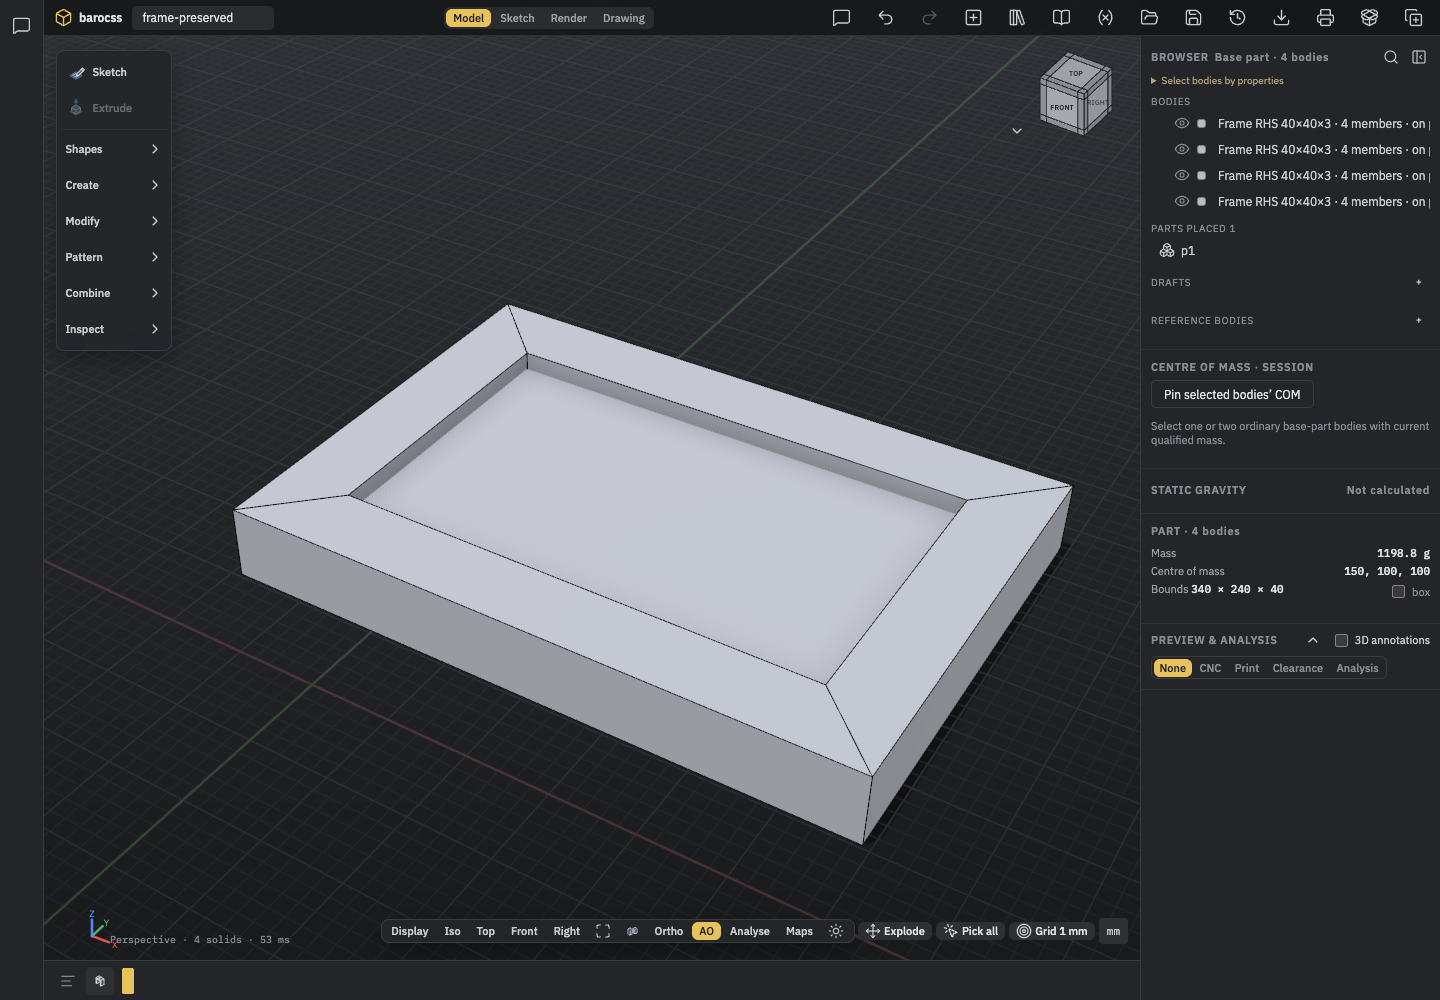 barocss
frame-preserved
Model Sketch Render Drawing
Sketch
Extrude
Shapes
Create
Modify
Pattern
Combine
Inspect
TOP
FRONT
RIGHT
BROWSER Base part · 4 bodies
Select bodies by properties
BODIES
Frame RHS 40×40×3 · 4 members · on
Frame RHS 40×40×3 · 4 members · on
Frame RHS 40×40×3 · 4 members · on
Frame RHS 40×40×3 · 4 members · on
PARTS PLACED 1
p1
DRAFTS +
REFERENCE BODIES +
CENTRE OF MASS · SESSION
Pin selected bodies’ COM
Select one or two ordinary base-part bodies with current
qualified mass.
STATIC GRAVITY Not calculated
PART · 4 bodies
Mass 1198.8 g
Centre of mass 150, 100, 100
Bounds 340 × 240 × 40 box
PREVIEW & ANALYSIS 3D annotations
None CNC Print Clearance Analysis
Z
Y
X
Perspective · 4 solids · 53 ms
Display Iso Top Front Right Ortho AO Analyse Maps Explode Pick all Grid 1 mm mm